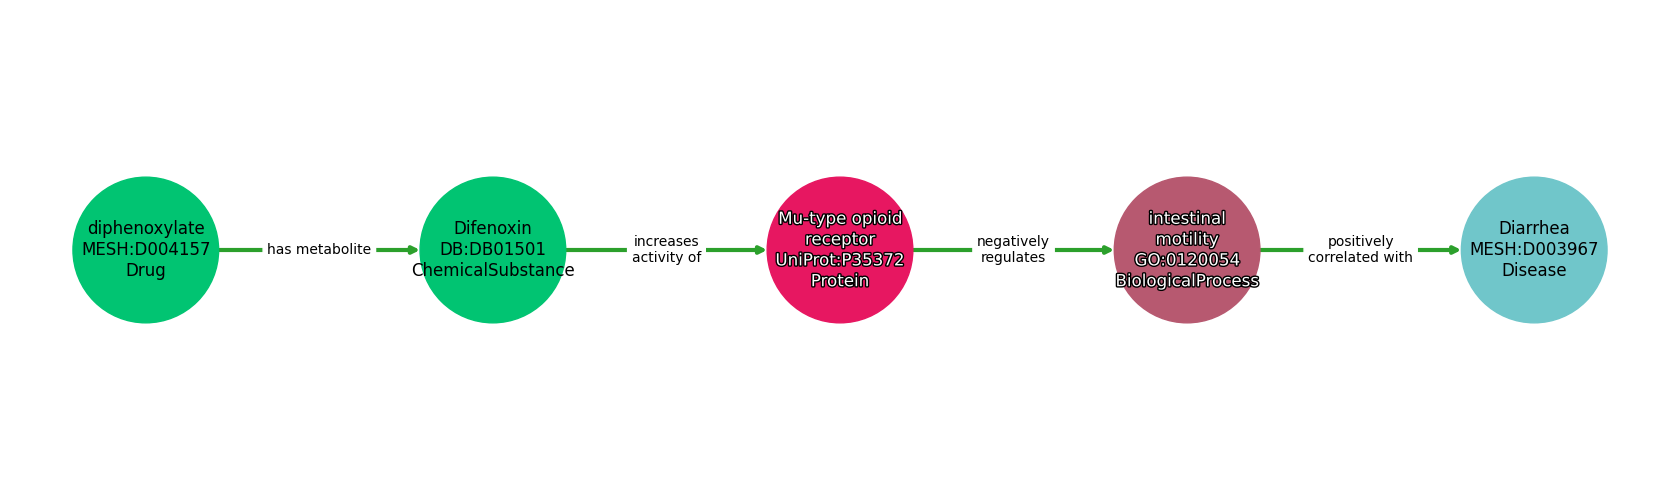 diphenoxylate
MESH:D004157
Drug
has metabolite
Difenoxin
DB:DB01501
ChemicalSubstance
increases
activity of
Mu-type opioid
receptor
UniProt:P35372
Protein
negatively
regulates
intestinal
motility
GO:0120054
BiologicalProcess
positively
correlated with
Diarrhea
MESH:D003967
Disease